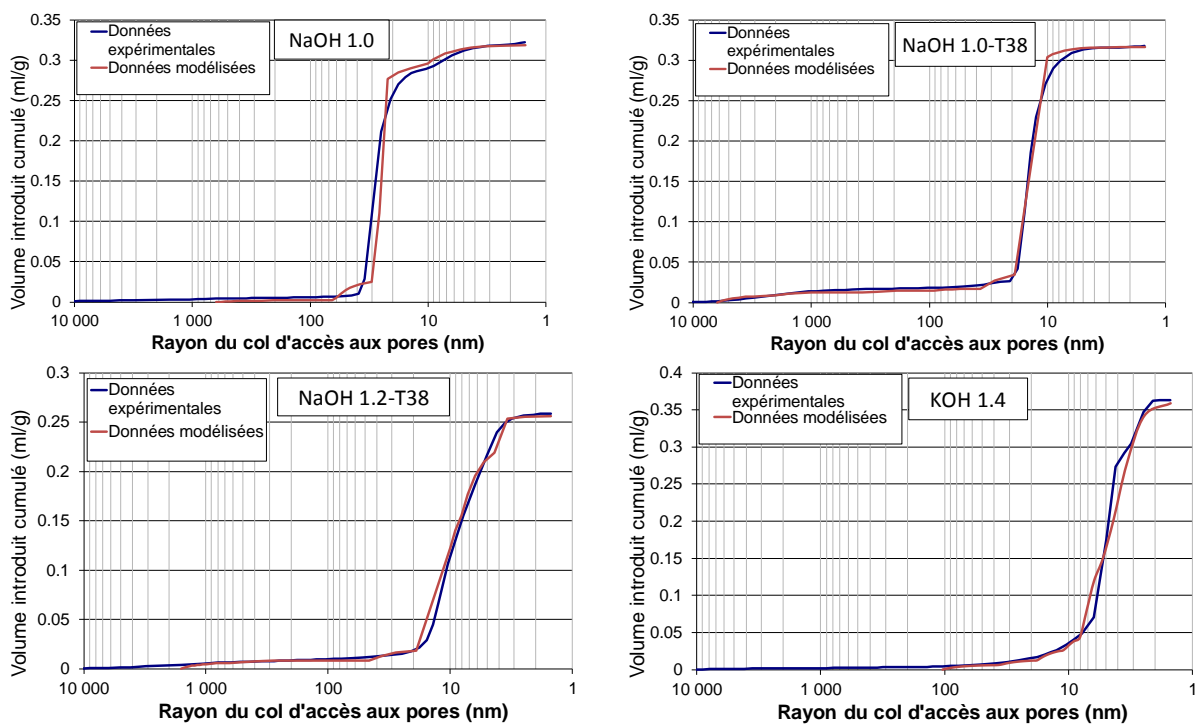 Volume introduit cumulé (ml/g)
0.35
0.3
0.25
0.2
0.15
0.1
0.05
0
Données
expérimentales
Données modélisées
NaOH 1.0
10 000
1 000
100
10
1
Rayon du col d'accès aux pores (nm)
Volume introduit cumulé (ml/g)
0.35
0.3
0.25
0.2
0.15
0.1
0.05
0
Données
expérimentales
Données modélisées
NaOH 1.0-T38
10 000
1 000
100
10
1
Rayon du col d'accès aux pores (nm)
Volume introduit cumulé (ml/g)
0.3
0.25
0.2
0.15
0.1
0.05
0
Données
expérimentales
Données modélisées
NaOH 1.2-T38
10 000
1 000
100
10
1
Rayon du col d'accès aux pores (nm)
Volume introduit cumulé (ml/g)
0.4
0.35
0.3
0.25
0.2
0.15
0.1
0.05
0
Données
expérimentales
Données modélisées
KOH 1.4
10 000
1 000
100
10
1
Rayon du col d'accès aux pores (nm)